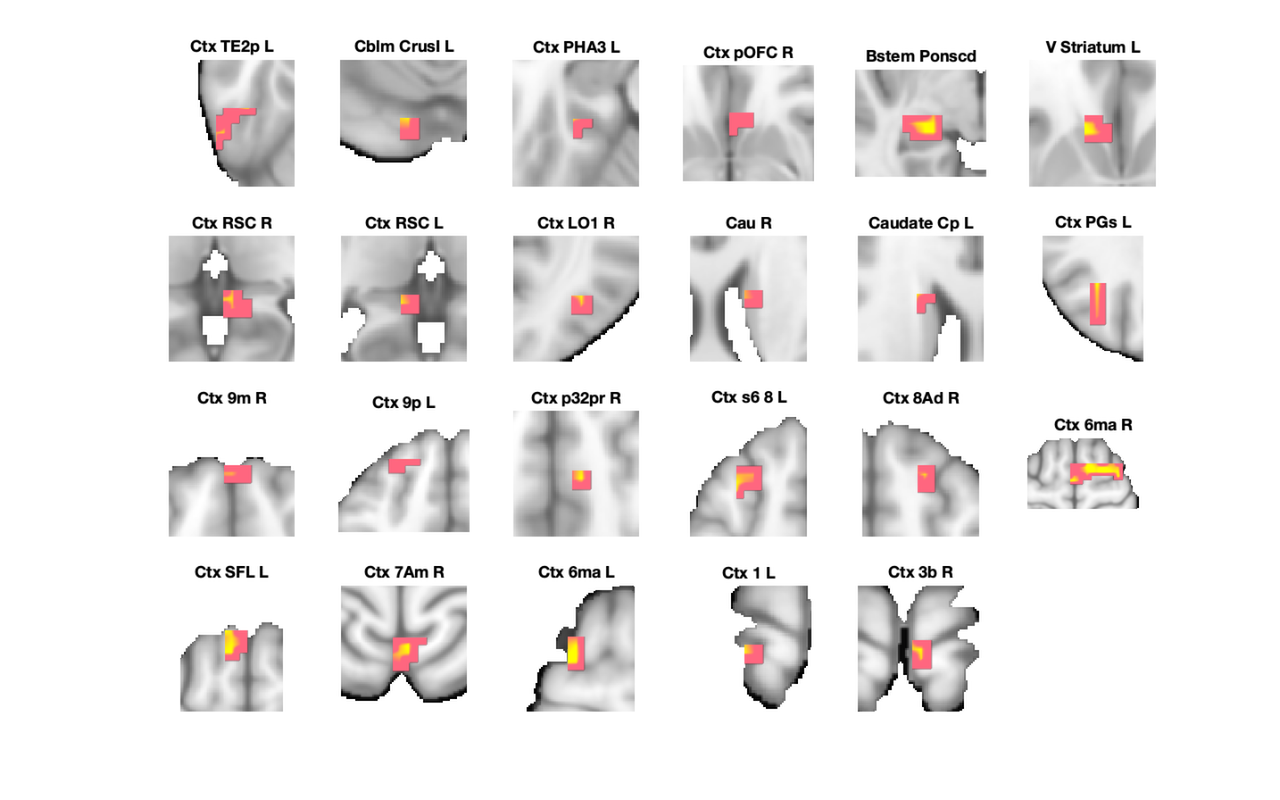 Ctx TE2p L
Cblm CrusI L
Ctx PHA3 L
Ctx pOFC R
Bstem Ponscd
V Striatum L
Ctx RSC R
Ctx RSC L
Ctx LO1 R
Cau R
Caudate Cp L
Ctx PGs L
Ctx 9m R
Ctx 9p L
Ctx p32pr R
Ctx s6 8 L
Ctx 8Ad R
Ctx 6ma R
Ctx SFL L
Ctx 7Am R
Ctx 6ma L
Ctx 1 L
Ctx 3b R